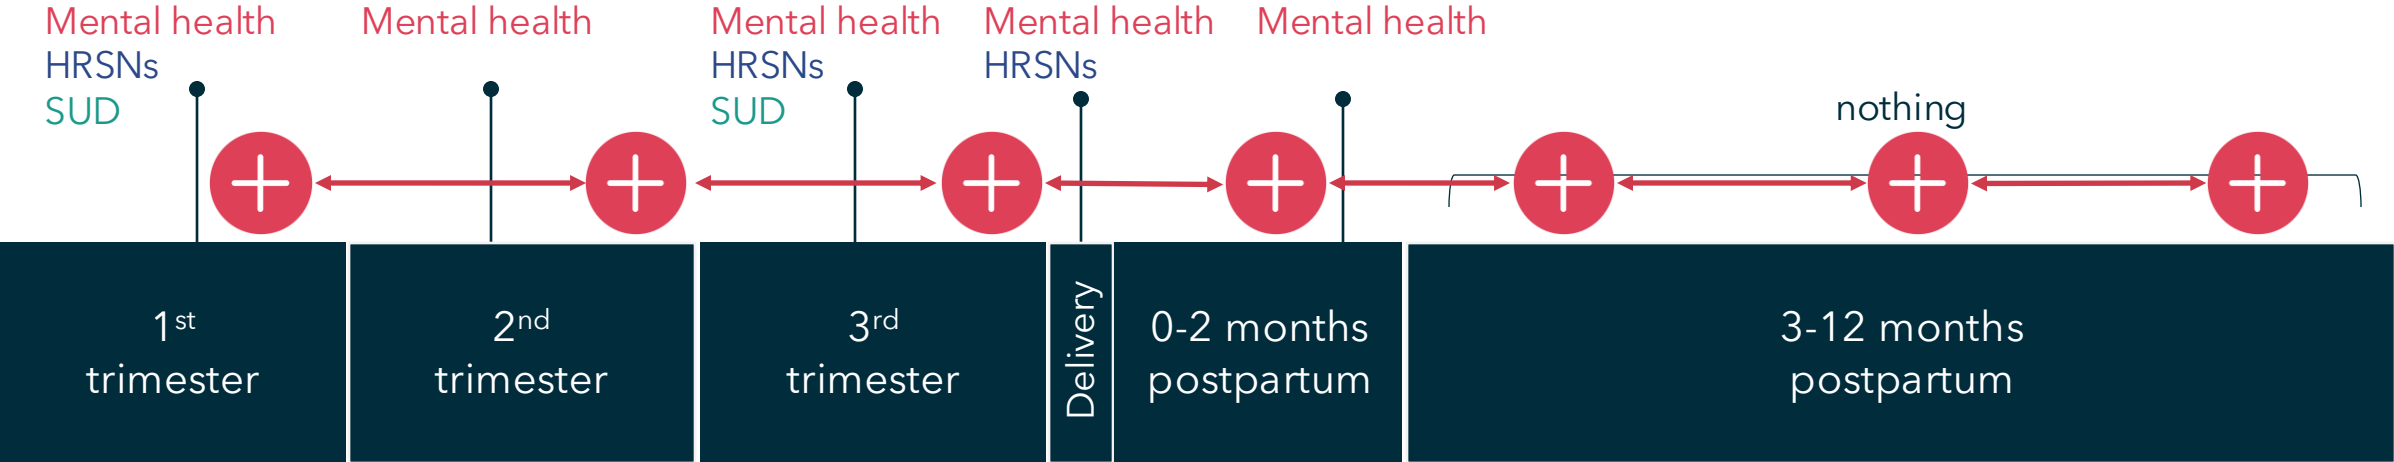 Mental health
HRSNs
SUD
Mental health
Mental health
HRSNs
SUD
Mental health
HRSNs
Mental health
nothing
1st
trimester
2nd
trimester
3rd
trimester
Delivery
0-2 months
postpartum
3-12 months
postpartum